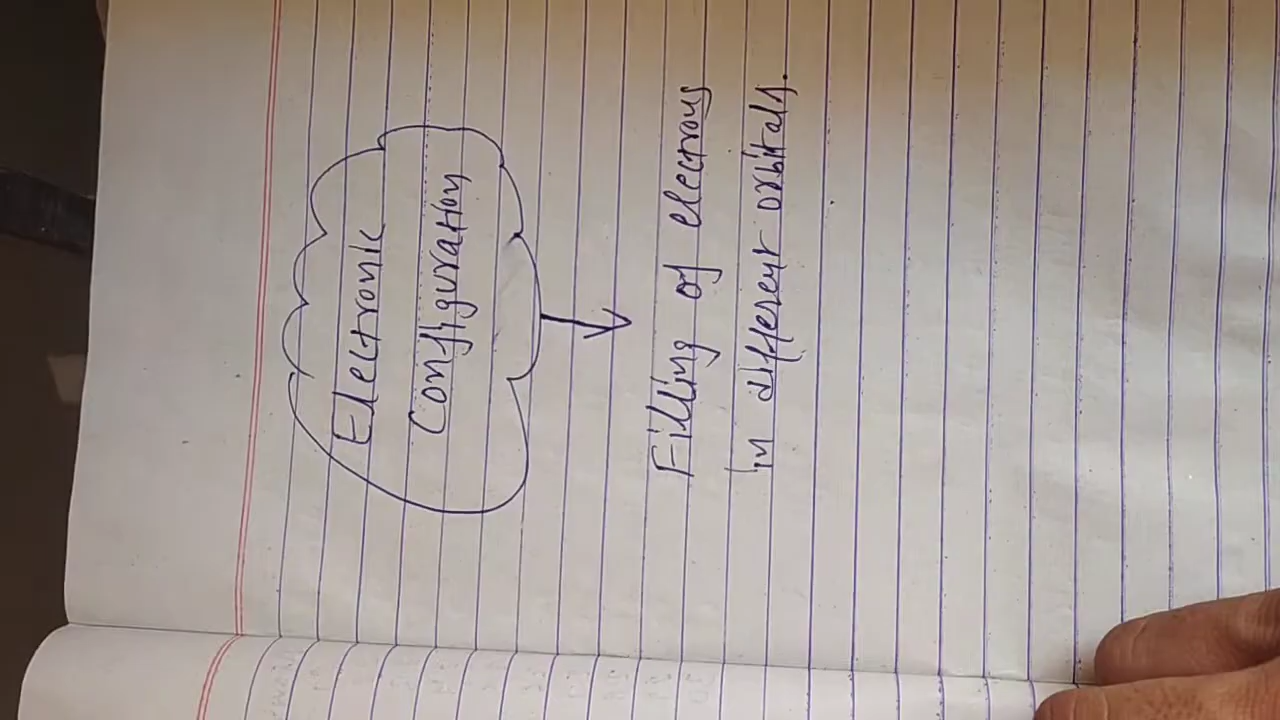 Electronic
Configuration
Filling of electrons
in different orbitals.